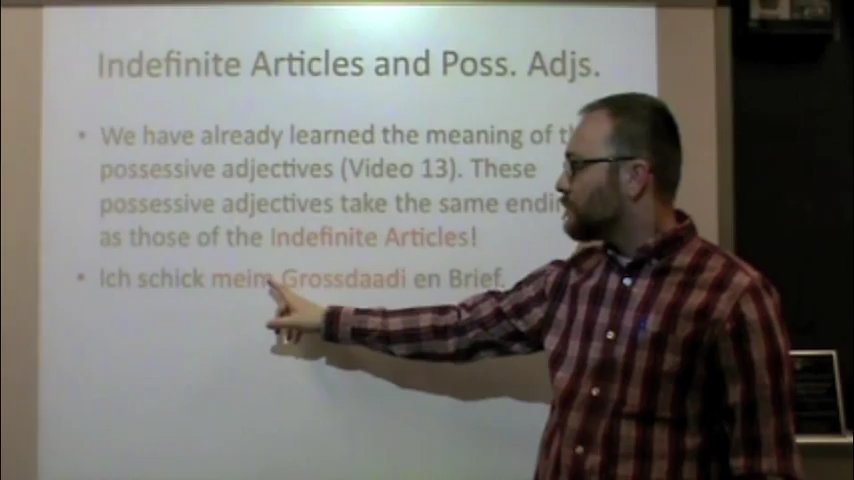 Indefinite Articles and Poss. Adjs.
• We have already learned the meaning of
possessive adjectives (Video 13). These
possessive adjectives take the same
as those of the Indefinite Articles!
• Ich schick meim Grossdaadi en Brief.